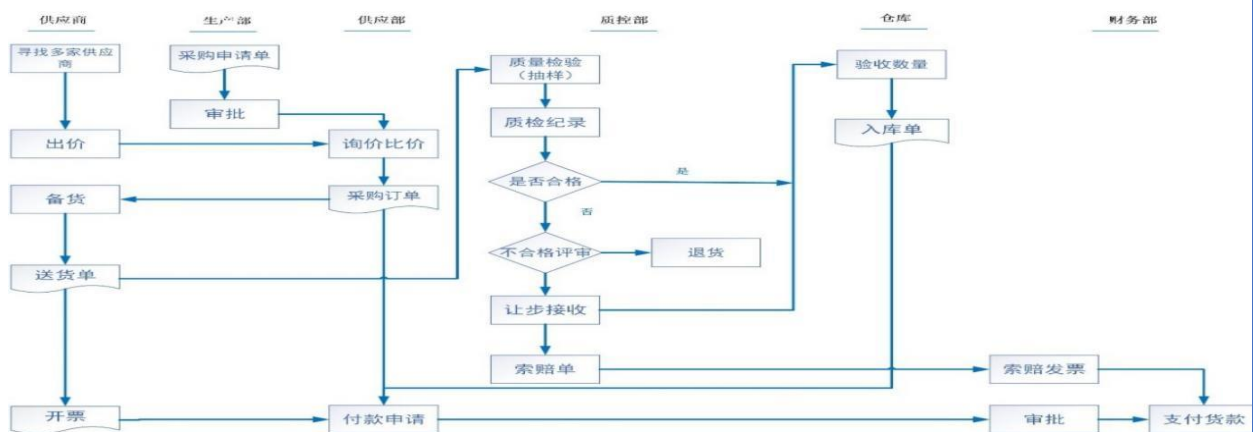 供应商
生产部
供应部
质控部
仓库
财务部
寻找多家供应
商
采购申请单
质量检验
（抽样）
验收数量
审批
质检纪录
入库单
出价
询价比价
是否合格
是
备货
采购订单
否
不合格评审
退货
送货单
让步接收
索赔单
索赔发票
开票
付款申请
审批
支付货款